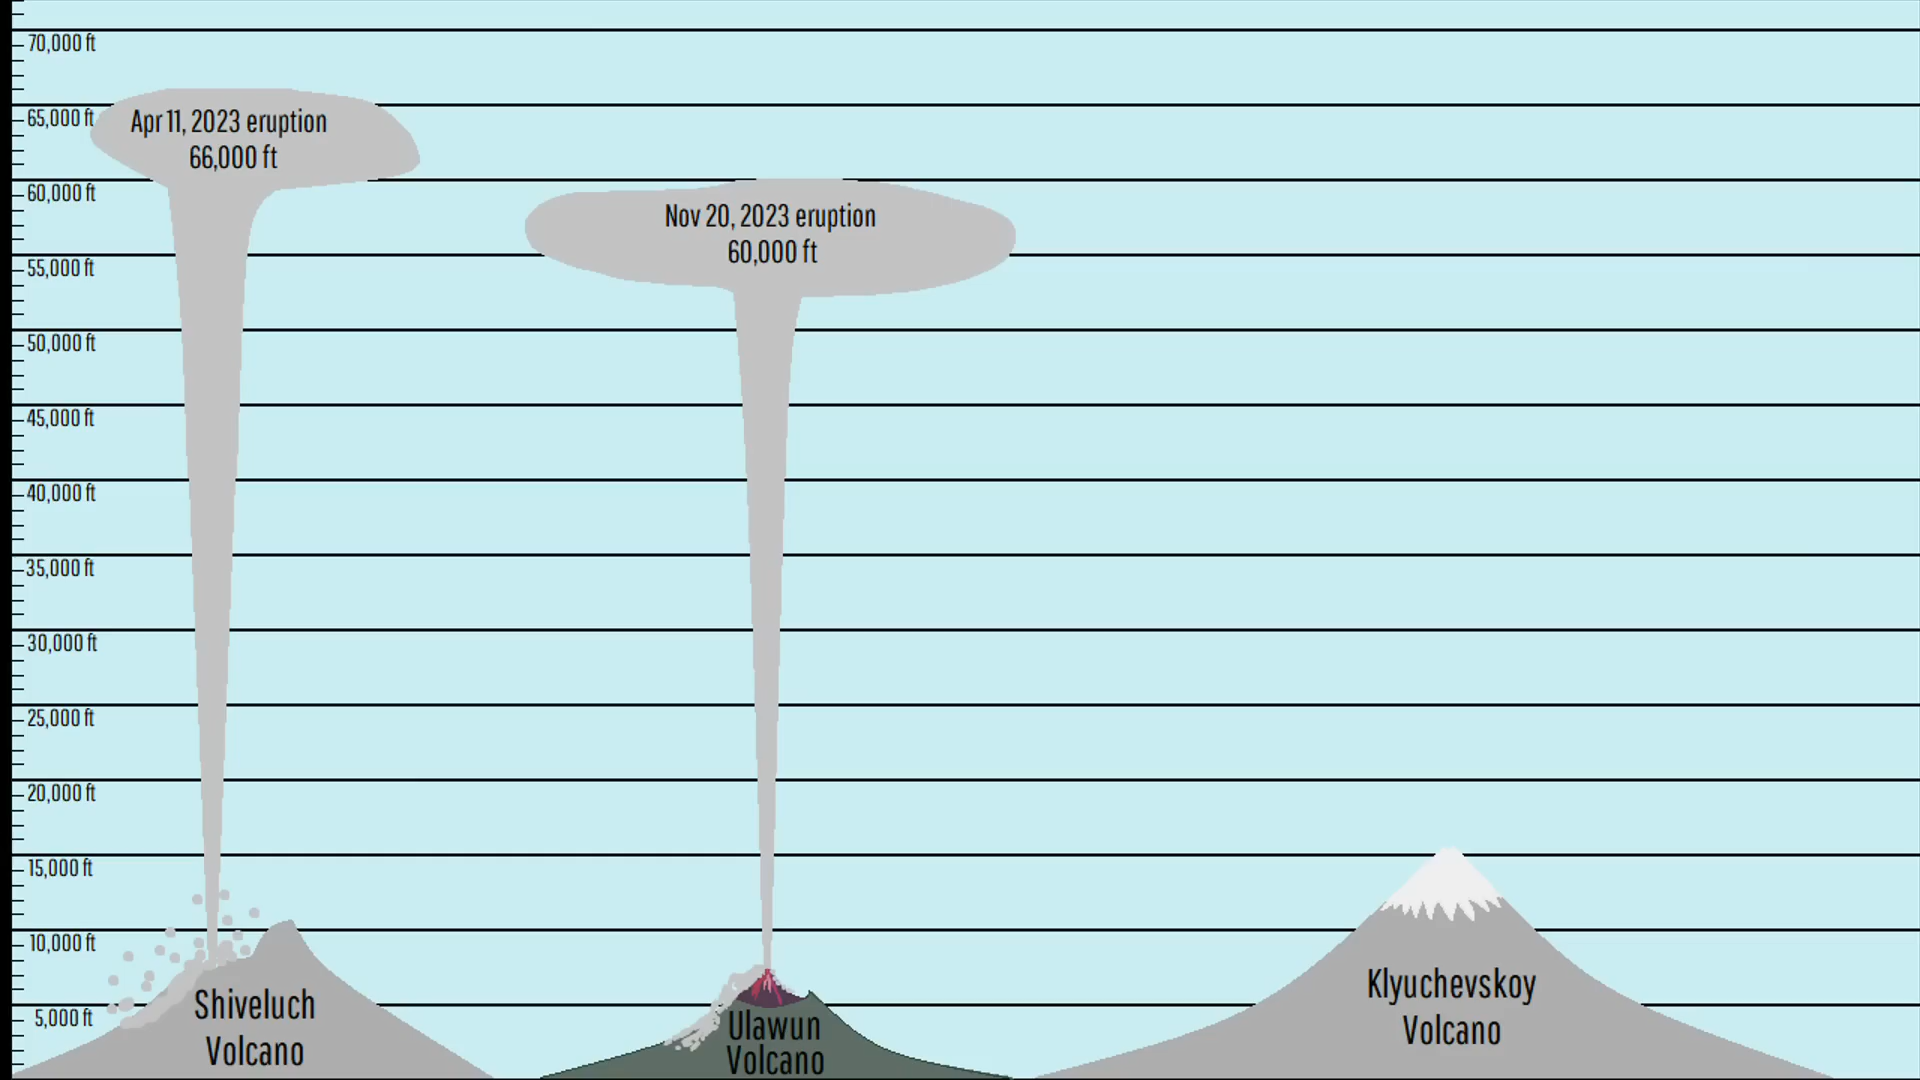 70,000 ft
65,000 ft
60,000 ft
55,000 ft
50,000 ft
45,000 ft
40,000 ft
35,000 ft
30,000 ft
25,000 ft
20,000 ft
15,000 ft
10,000 ft
5,000 ft
Apr 11, 2023 eruption
66,000 ft
Nov 20, 2023 eruption
60,000 ft
Shiveluch
Volcano
Ulawun
Volcano
Klyuchevskoy
Volcano